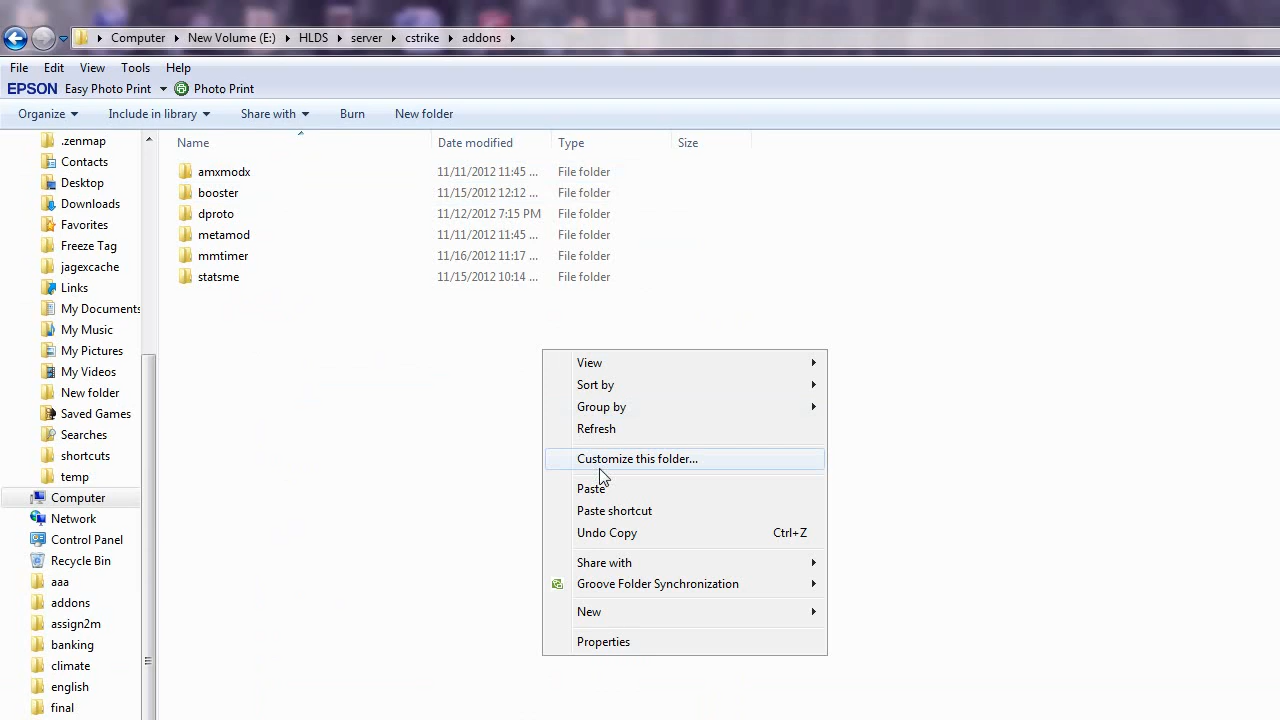 Computer New Volume (E:) HLDS server cstrike addons
File Edit View Tools Help
EPSON Easy Photo Print Photo Print
Organize Include in library Share with Burn New folder
.zenmap
Contacts
Desktop
Downloads
Favorites
Freeze Tag
jagexcache
Links
My Documents
My Music
My Pictures
My Videos
New folder
Saved Games
Searches
shortcuts
temp
Computer
Network
Control Panel
Recycle Bin
aaa
addons
assign2m
banking
climate
english
final
Name Date modified Type Size
amxmodx 11/11/2012 11:45 ... File folder
booster 11/15/2012 12:12 ... File folder
dproto 11/12/2012 7:15 PM File folder
metamod 11/11/2012 11:45 ... File folder
mmtimer 11/16/2012 11:17 ... File folder
statsme 11/15/2012 10:14 ... File folder
View
Sort by
Group by
Refresh
Customize this folder...
Paste
Paste shortcut
Undo Copy Ctrl+Z
Share with
Groove Folder Synchronization
New
Properties